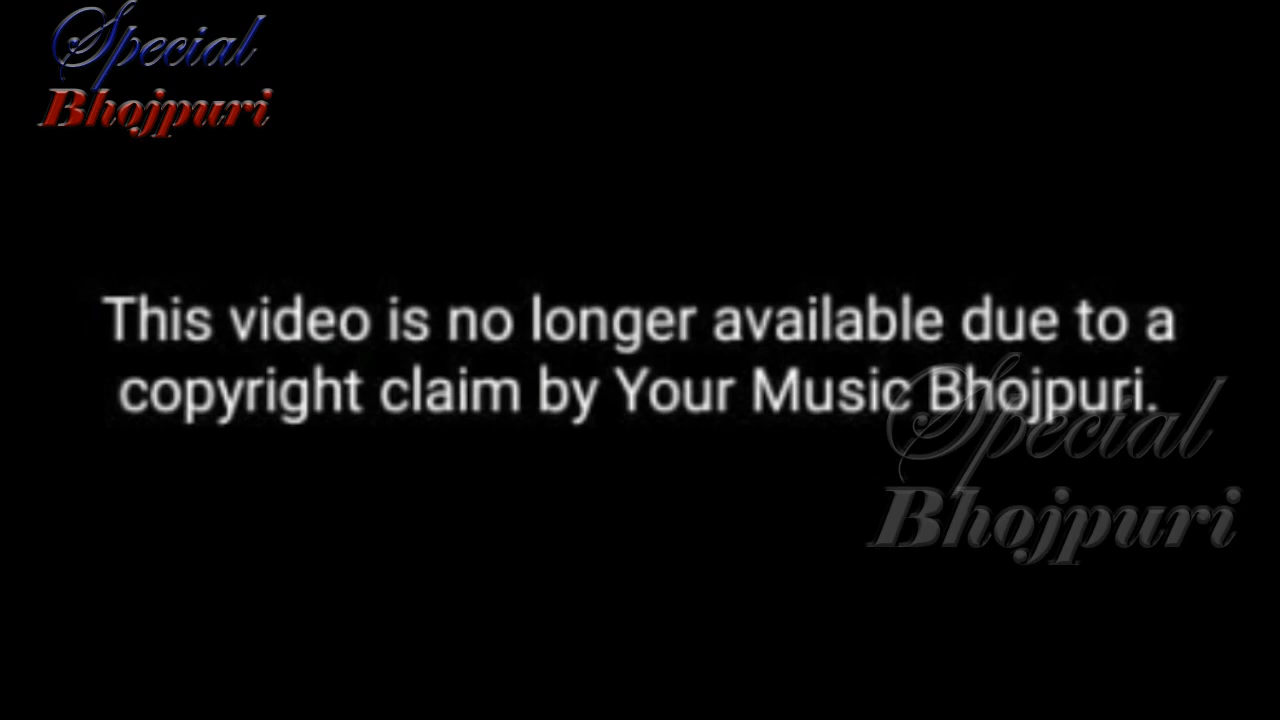 Special
Bhojpuri
This video is no longer available due to a
copyright claim by Your Music Bhojpuri.
Special
Bhojpuri